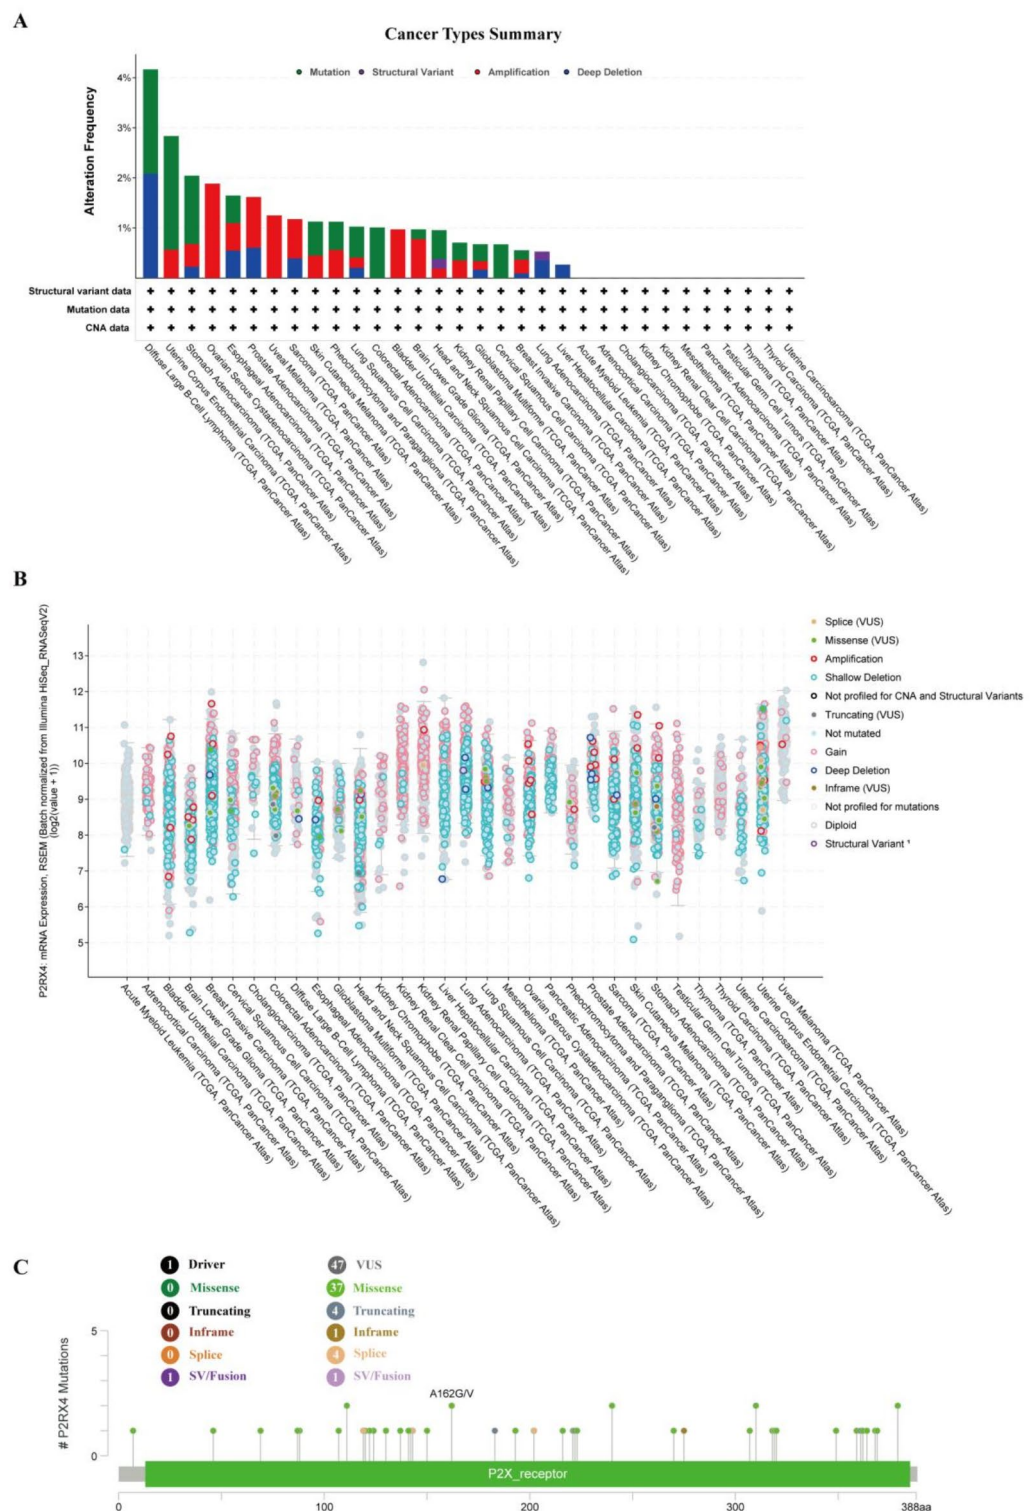 A
Cancer Types Summary
Mutation
Structural Variant
Amplification
Deep Deletion
Alteration Frequency
4%
3%
2%
1%
Structural variant data
Mutation data
CNA data
Diffuse Large B-Cell Lymphoma (TCGA, PanCancer Atlas)
Uterine Corpus Endometrial Carcinoma (TCGA, PanCancer Atlas)
Stomach Adenocarcinoma (TCGA, PanCancer Atlas)
Ovarian Serous Cystadenocarcinoma (TCGA, PanCancer Atlas)
Esophageal Adenocarcinoma (TCGA, PanCancer Atlas)
Prostate Adenocarcinoma (TCGA, PanCancer Atlas)
Uveal Melanoma (TCGA, PanCancer Atlas)
Sarcoma (TCGA, PanCancer Atlas)
Skin Cutaneous Melanoma (TCGA, PanCancer Atlas)
Pheochromocytoma and Paraganglioma (TCGA, PanCancer Atlas)
Lung Squamous Cell Carcinoma (TCGA, PanCancer Atlas)
Colorectal Adenocarcinoma (TCGA, PanCancer Atlas)
Bladder Urothelial Carcinoma (TCGA, PanCancer Atlas)
Brain Lower Grade Glioma (TCGA, PanCancer Atlas)
Head and Neck Squamous Cell Carcinoma (TCGA, PanCancer Atlas)
Kidney Renal Papillary Cell Carcinoma (TCGA, PanCancer Atlas)
Glioblastoma Multiforme (TCGA, PanCancer Atlas)
Cervical Squamous Cell Carcinoma (TCGA, PanCancer Atlas)
Breast Invasive Carcinoma (TCGA, PanCancer Atlas)
Lung Adenocarcinoma (TCGA, PanCancer Atlas)
Liver Hepatocellular Carcinoma (TCGA, PanCancer Atlas)
Acute Myeloid Leukemia (TCGA, PanCancer Atlas)
Adrenocortical Carcinoma (TCGA, PanCancer Atlas)
Cholangiocarcinoma (TCGA, PanCancer Atlas)
Kidney Chromophobe (TCGA, PanCancer Atlas)
Kidney Renal Clear Cell Carcinoma (TCGA, PanCancer Atlas)
Mesothelioma (TCGA, PanCancer Atlas)
Pancreatic Adenocarcinoma (TCGA, PanCancer Atlas)
Testicular Germ Cell Tumors (TCGA, PanCancer Atlas)
Thymoma (TCGA, PanCancer Atlas)
Thyroid Carcinoma (TCGA, PanCancer Atlas)
Uterine Carcinosarcoma (TCGA, PanCancer Atlas)
B
P2RX4: mRNA Expression, RSEM (Batch normalized from Illumina HiSeq_RNASeqV2)
(log2(value + 1))
13
12
11
10
9
8
7
6
5
Splice (VUS)
Missense (VUS)
Amplification
Shallow Deletion
Not profiled for CNA and Structural Variants
Truncating (VUS)
Not mutated
Gain
Deep Deletion
Inframe (VUS)
Not profiled for mutations
Diploid
Structural Variant ¹
Acute Myeloid Leukemia (TCGA, PanCancer Atlas)
Adrenocortical Carcinoma (TCGA, PanCancer Atlas)
Bladder Urothelial Carcinoma (TCGA, PanCancer Atlas)
Brain Lower Grade Glioma (TCGA, PanCancer Atlas)
Breast Invasive Carcinoma (TCGA, PanCancer Atlas)
Cervical Squamous Cell Carcinoma (TCGA, PanCancer Atlas)
Cholangiocarcinoma (TCGA, PanCancer Atlas)
Colorectal Adenocarcinoma (TCGA, PanCancer Atlas)
Diffuse Large B-Cell Lymphoma (TCGA, PanCancer Atlas)
Esophageal Adenocarcinoma (TCGA, PanCancer Atlas)
Glioblastoma Multiforme (TCGA, PanCancer Atlas)
Head and Neck Squamous Cell Carcinoma (TCGA, PanCancer Atlas)
Kidney Chromophobe (TCGA, PanCancer Atlas)
Kidney Renal Clear Cell Carcinoma (TCGA, PanCancer Atlas)
Kidney Renal Papillary Cell Carcinoma (TCGA, PanCancer Atlas)
Liver Hepatocellular Carcinoma (TCGA, PanCancer Atlas)
Lung Adenocarcinoma (TCGA, PanCancer Atlas)
Lung Squamous Cell Carcinoma (TCGA, PanCancer Atlas)
Mesothelioma (TCGA, PanCancer Atlas)
Ovarian Serous Cystadenocarcinoma (TCGA, PanCancer Atlas)
Pancreatic Adenocarcinoma (TCGA, PanCancer Atlas)
Pheochromocytoma and Paraganglioma (TCGA, PanCancer Atlas)
Prostate Adenocarcinoma (TCGA, PanCancer Atlas)
Sarcoma (TCGA, PanCancer Atlas)
Skin Cutaneous Melanoma (TCGA, PanCancer Atlas)
Stomach Adenocarcinoma (TCGA, PanCancer Atlas)
Testicular Germ Cell Tumors (TCGA, PanCancer Atlas)
Thymoma (TCGA, PanCancer Atlas)
Thyroid Carcinoma (TCGA, PanCancer Atlas)
Uterine Carcinosarcoma (TCGA, PanCancer Atlas)
Uterine Corpus Endometrial Carcinoma (TCGA, PanCancer Atlas)
Uveal Melanoma (TCGA, PanCancer Atlas)
C
1 Driver
0 Missense
0 Truncating
0 Inframe
0 Splice
1 SV/Fusion
47 VUS
37 Missense
4 Truncating
1 Inframe
4 Splice
1 SV/Fusion
# P2RX4 Mutations
5
0
A162G/V
P2X_receptor
0
100
200
300
388aa